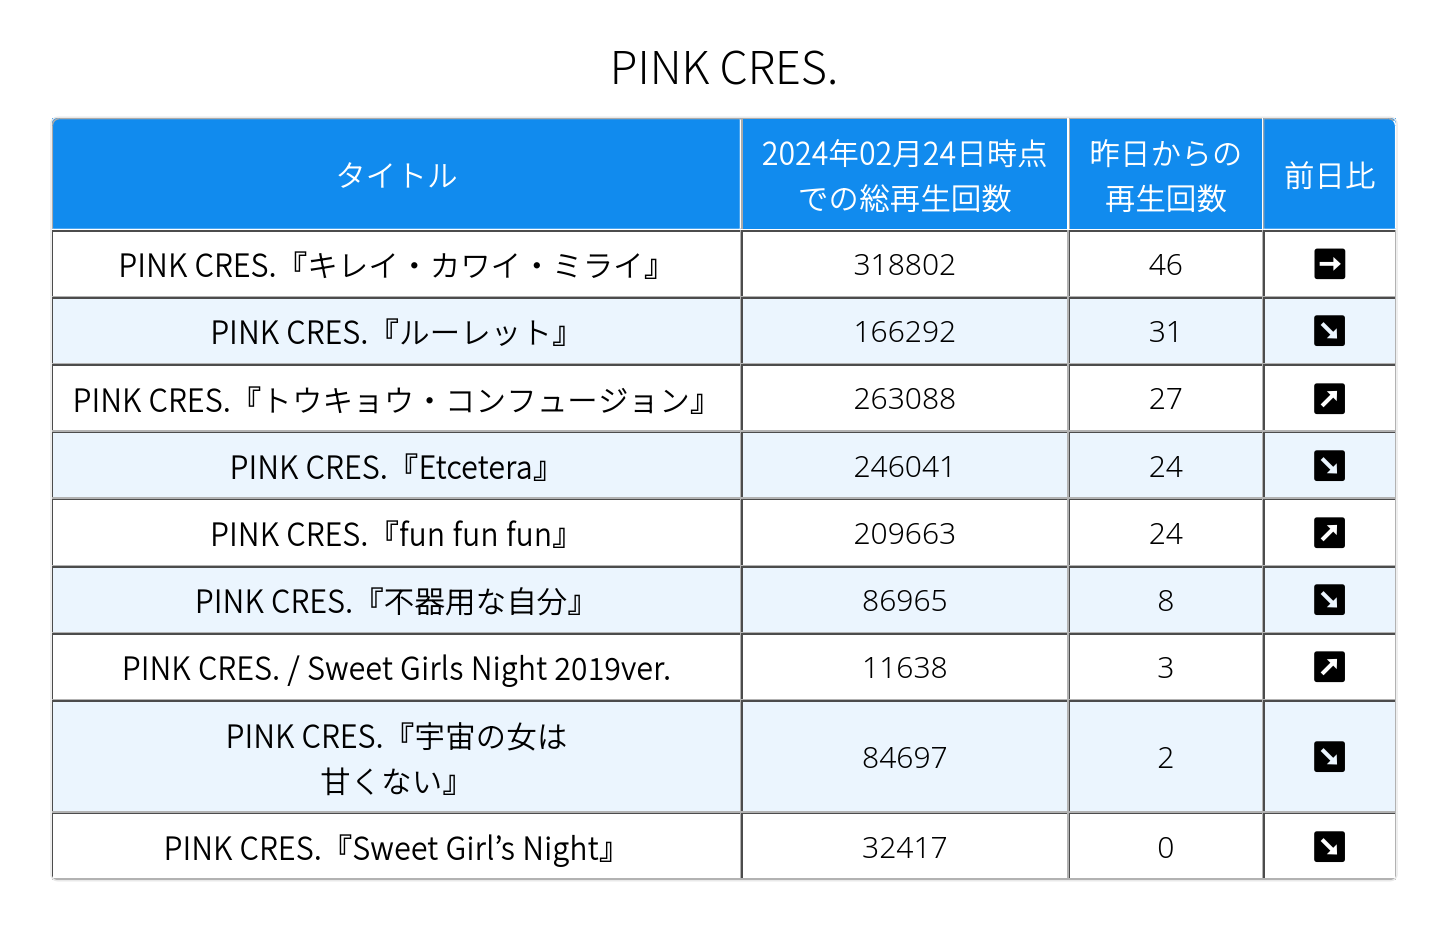 PINK CRES.
タイトル
2024年02月24日時点
での総再生回数
昨日からの
再生回数
前日比
PINK CRES.『キレイ・カワイ・ミライ』 318802 46 ➡
PINK CRES.『ルーレット』 166292 31 ↘
PINK CRES.『トウキョウ・コンフュージョン』 263088 27 ↗
PINK CRES.『Etcetera』 246041 24 ↘
PINK CRES.『fun fun fun』 209663 24 ↗
PINK CRES.『不器用な自分』 86965 8 ↘
PINK CRES. / Sweet Girls Night 2019ver. 11638 3 ↗
PINK CRES.『宇宙の女は
甘くない』 84697 2 ↘
PINK CRES.『Sweet Girl’s Night』 32417 0 ↘